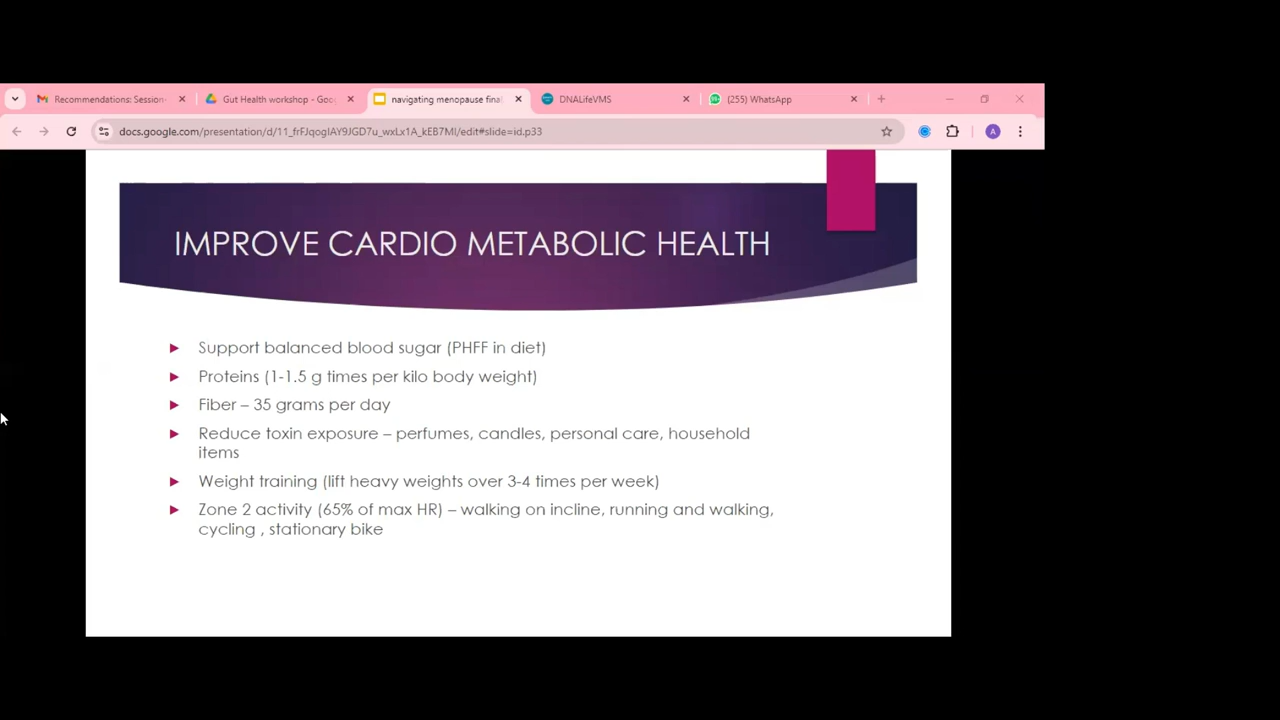 Recommendations: Session
Gut Health workshop - Goo
navigating menopause fina
DNALifeVMS
(255) WhatsApp
docs.google.com/presentation/d/11_frFJqogIAY9JGD7u_wxLx1A_kEB7MI/edit#slide=id.p33
A
IMPROVE CARDIO METABOLIC HEALTH
Support balanced blood sugar (PHFF in diet)
Proteins (1-1.5 g times per kilo body weight)
Fiber – 35 grams per day
Reduce toxin exposure – perfumes, candles, personal care, household
items
Weight training (lift heavy weights over 3-4 times per week)
Zone 2 activity (65% of max HR) – walking on incline, running and walking,
cycling , stationary bike